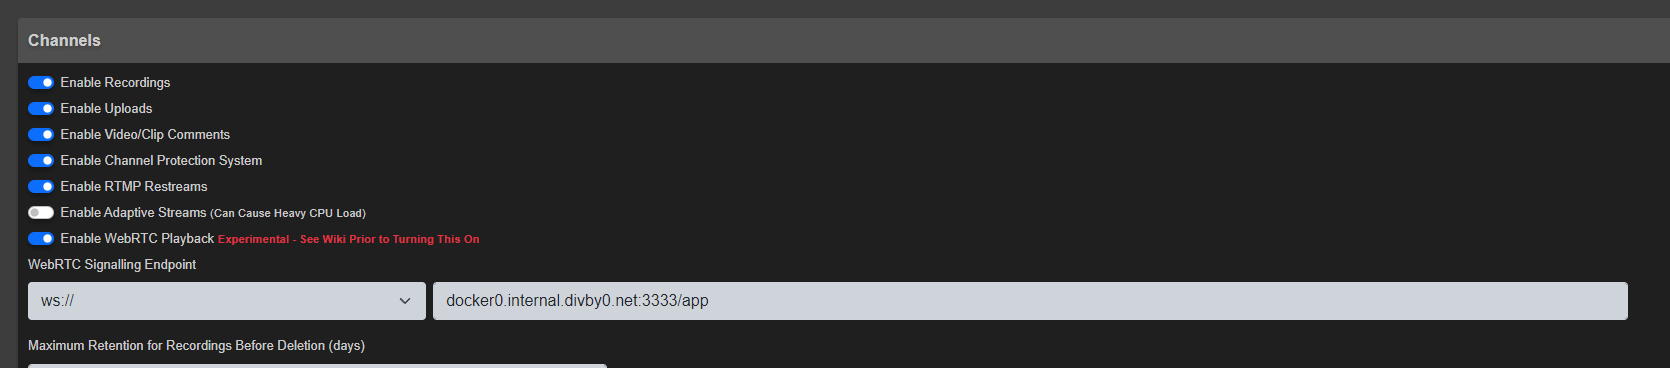 Channels
Enable Recordings
Enable Uploads
Enable Video/Clip Comments
Enable Channel Protection System
Enable RTMP Restreams
Enable Adaptive Streams (Can Cause Heavy CPU Load)
Enable WebRTC Playback Experimental - See Wiki Prior to Turning This On
WebRTC Signalling Endpoint
ws:// docker0.internal.divby0.net:3333/app
Maximum Retention for Recordings Before Deletion (days)